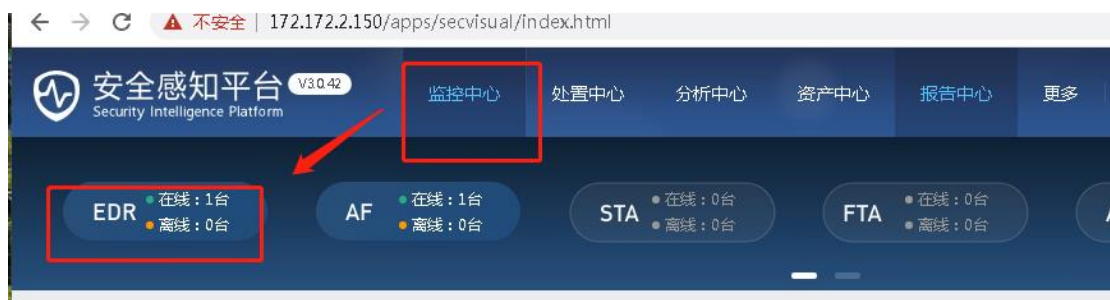 不安全 | 172.172.2.150/apps/secvisual/index.html
安全感知平台 V3.0.42
Security Intelligence Platform
监控中心 处置中心 分析中心 资产中心 报告中心 更多
EDR
在线：1台
离线：0台
AF
在线：1台
离线：0台
STA
在线：0台
离线：0台
FTA
在线：0台
离线：0台